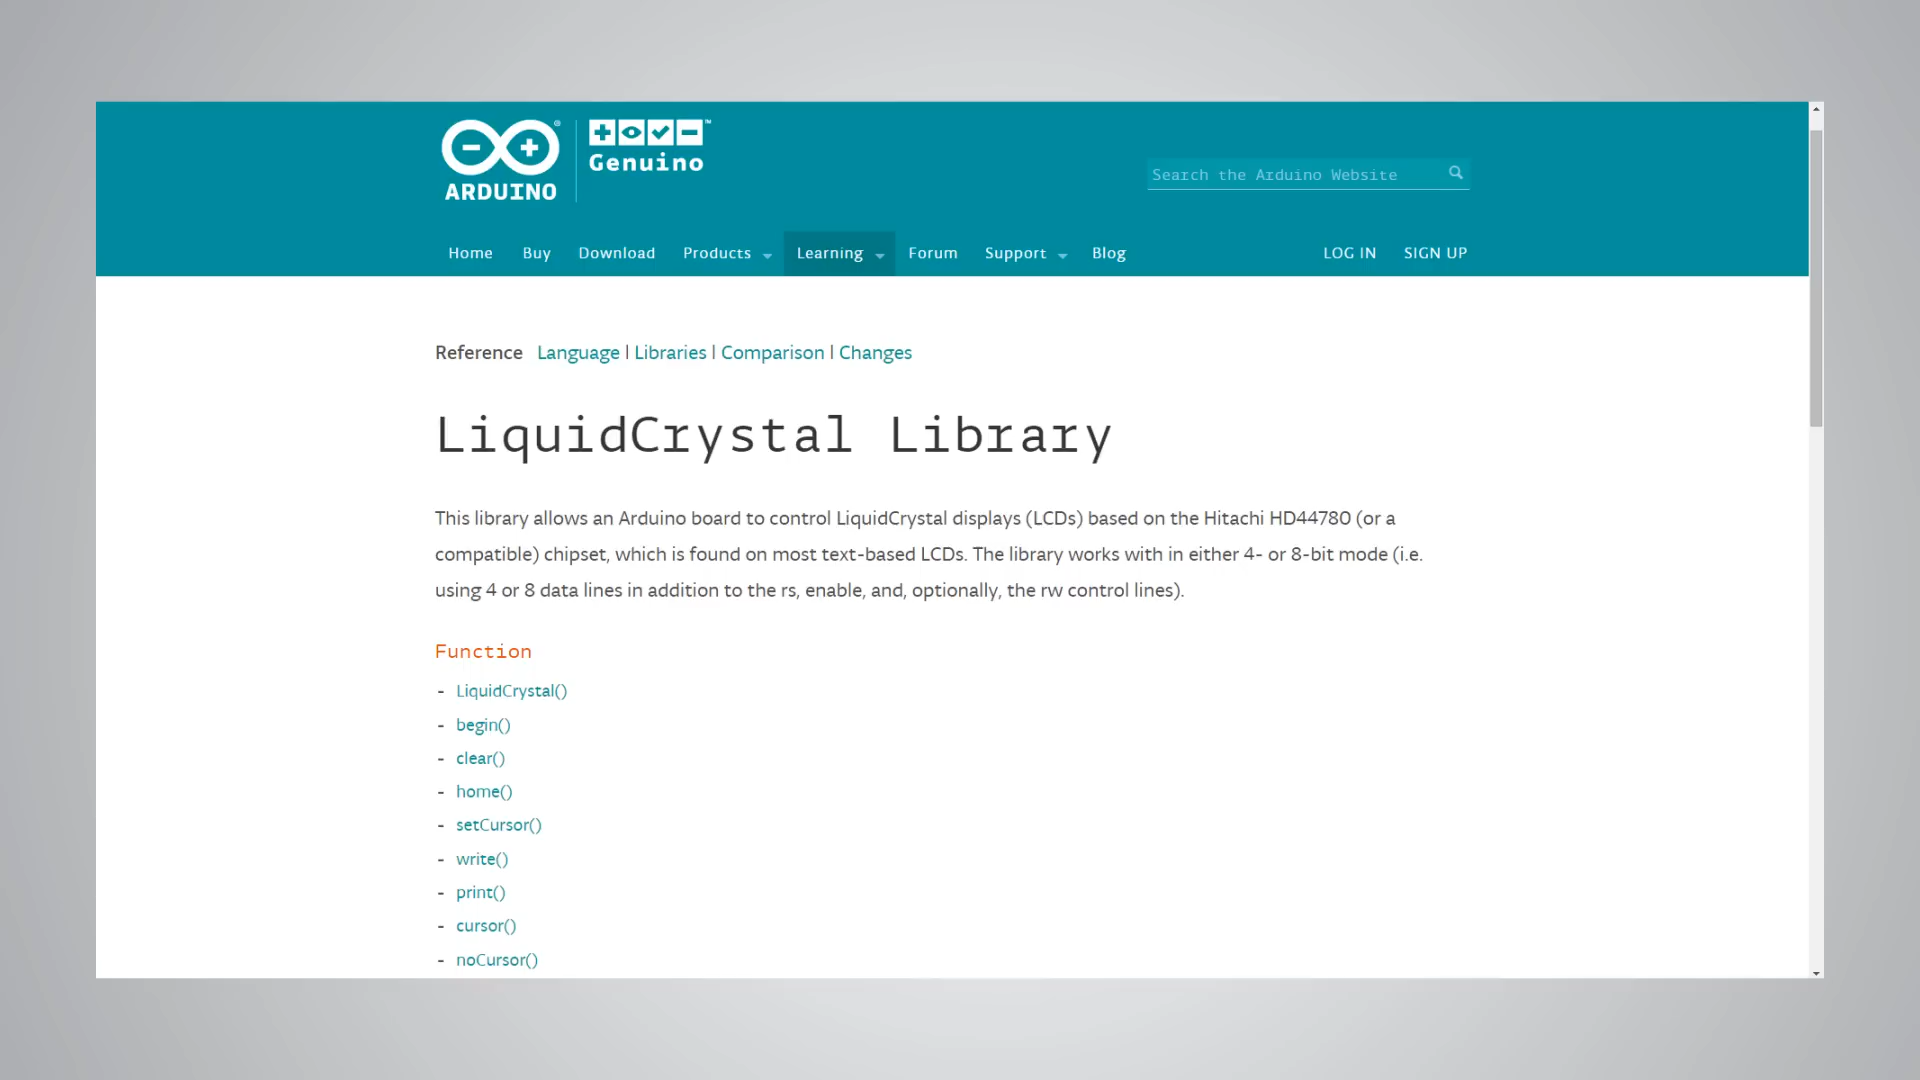 ARDUINO
Genuino
Search the Arduino Website
Home Buy Download Products Learning Forum Support Blog LOG IN SIGN UP
Reference Language | Libraries | Comparison | Changes
LiquidCrystal Library
This library allows an Arduino board to control LiquidCrystal displays (LCDs) based on the Hitachi HD44780 (or a
compatible) chipset, which is found on most text-based LCDs. The library works with in either 4- or 8-bit mode (i.e.
using 4 or 8 data lines in addition to the rs, enable, and, optionally, the rw control lines).
Function
- LiquidCrystal()
- begin()
- clear()
- home()
- setCursor()
- write()
- print()
- cursor()
- noCursor()